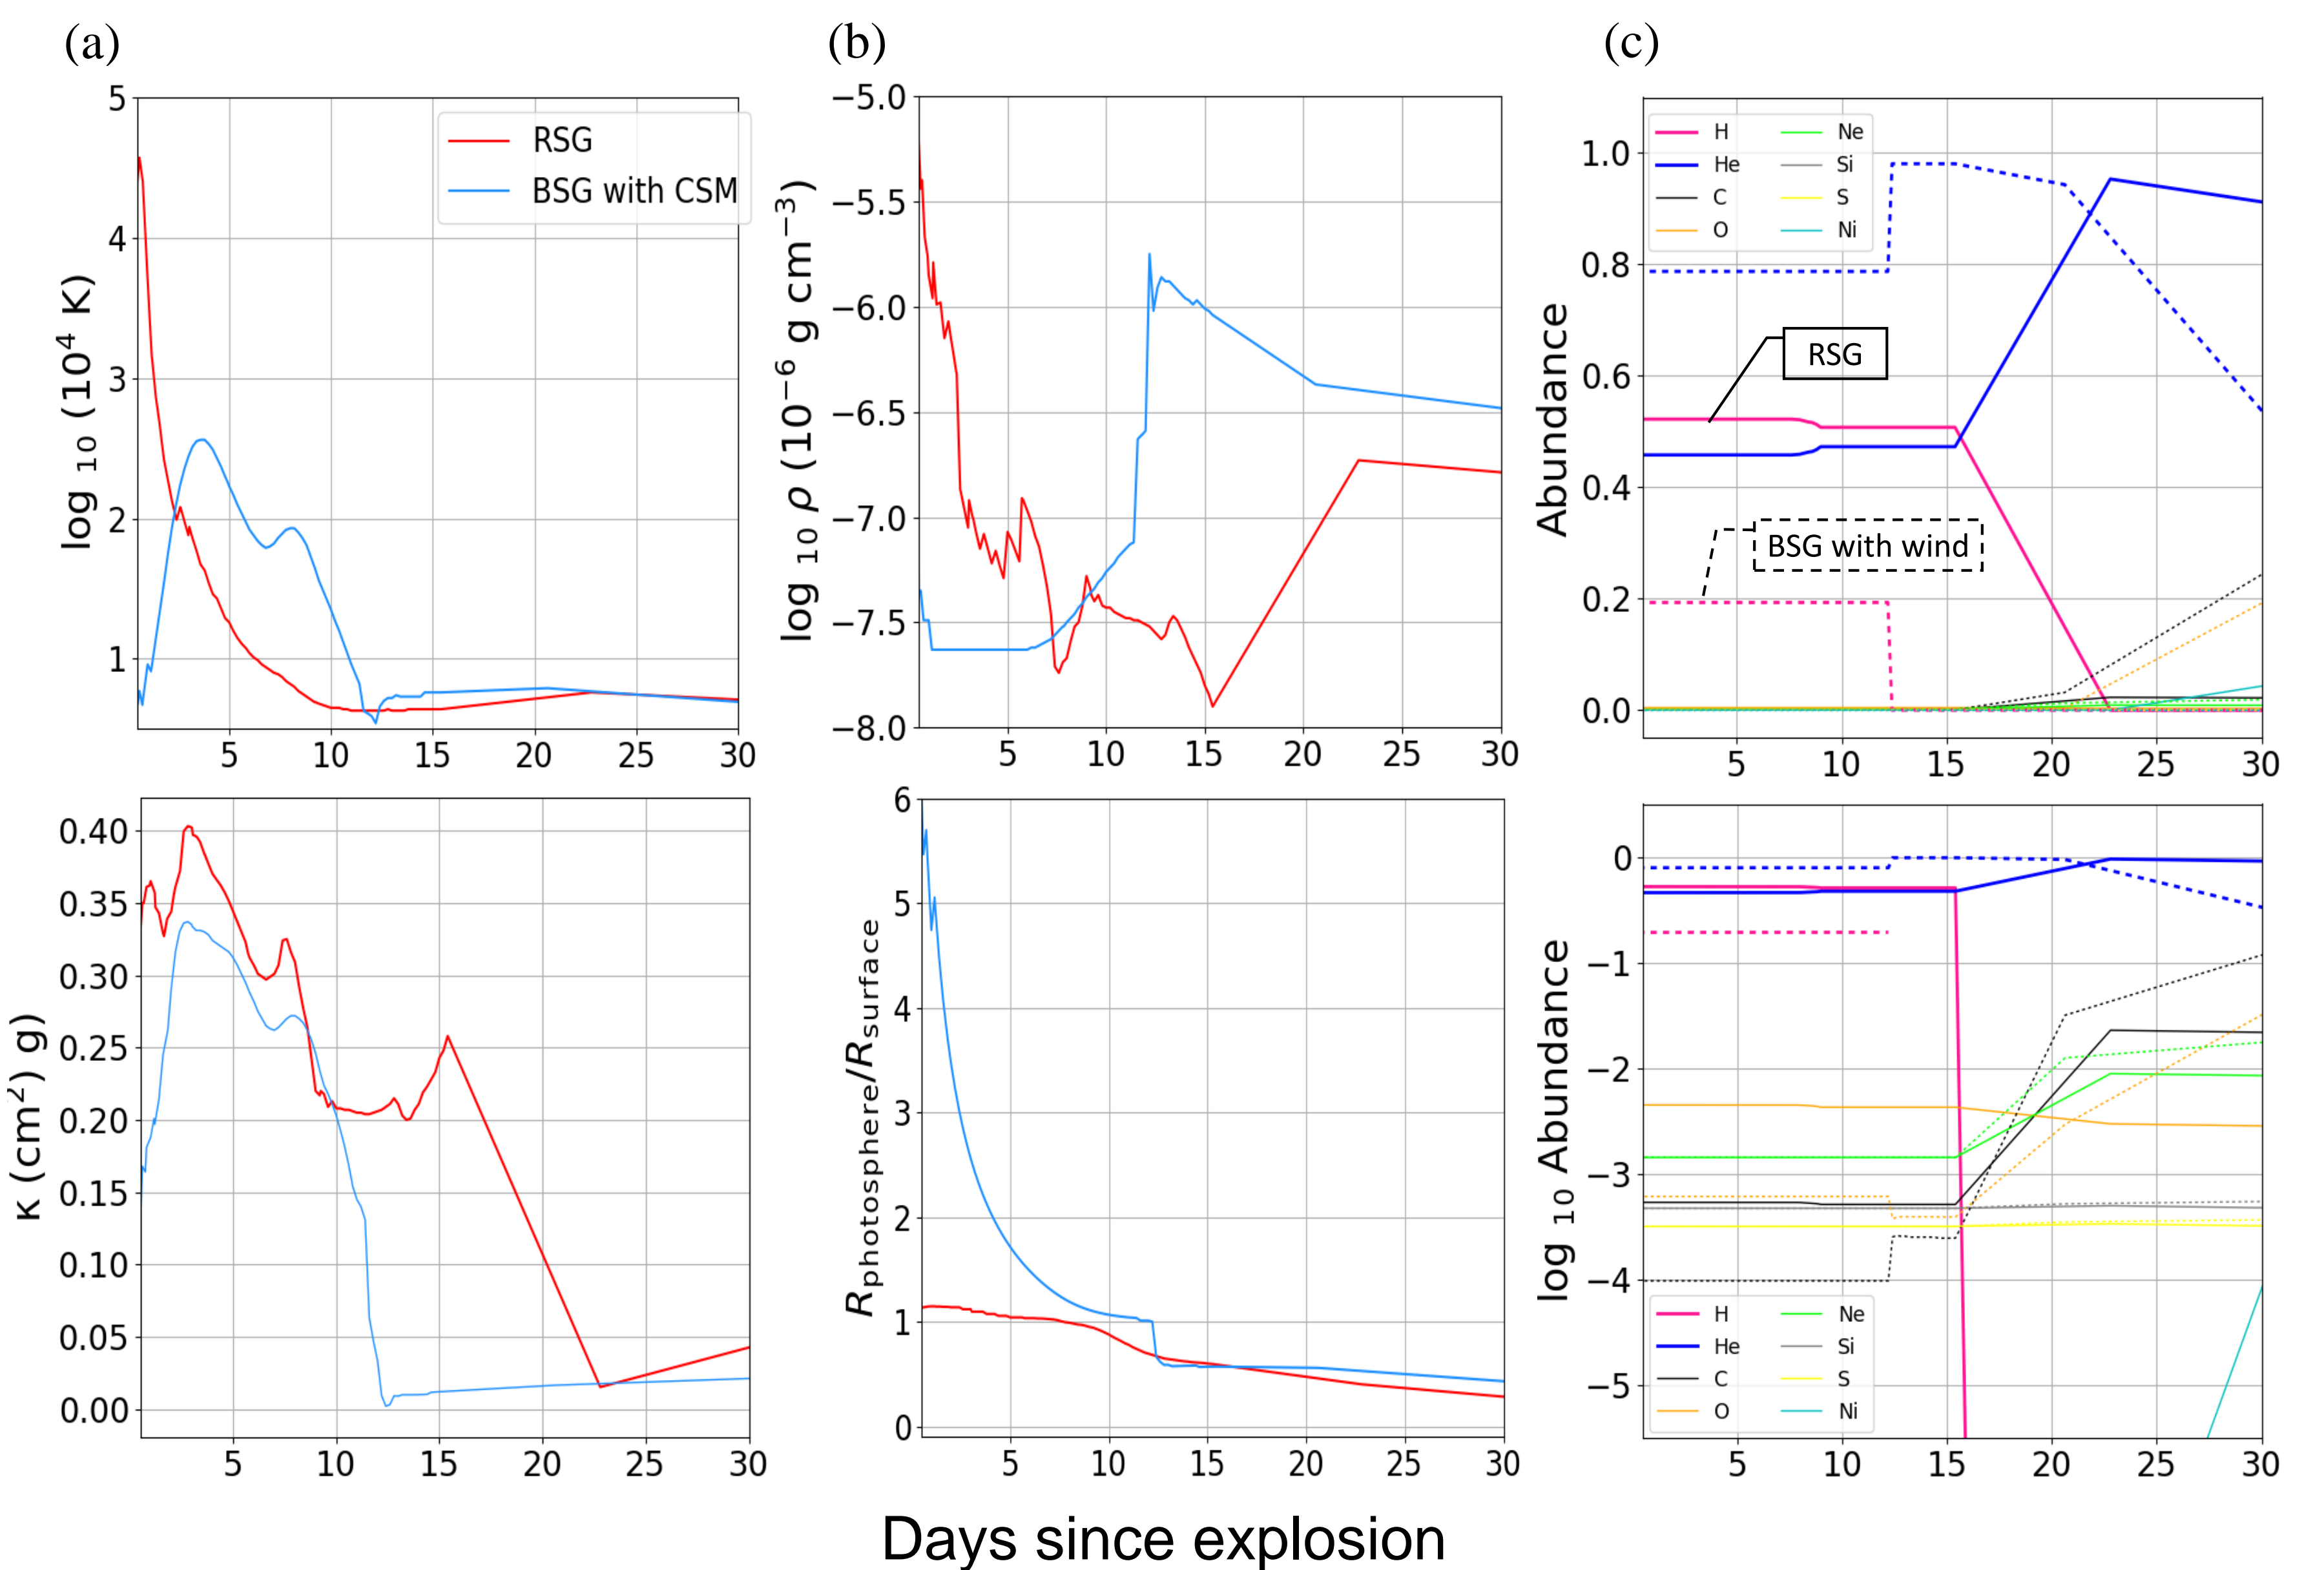 (a)
(b)
(c)
5
4
3
2
1
log 10 (10⁴ K)
RSG
BSG with CSM
5 10 15 20 25 30
−5.0
−5.5
−6.0
−6.5
−7.0
−7.5
−8.0
log 10 ρ (10⁻⁶ g cm⁻³)
5 10 15 20 25 30
1.0
0.8
0.6
0.4
0.2
0.0
Abundance
H Ne
He Si
C S
O Ni
RSG
BSG with wind
5 10 15 20 25 30
0.40
0.35
0.30
0.25
0.20
0.15
0.10
0.05
0.00
κ (cm²) g)
5 10 15 20 25 30
6
5
4
3
2
1
0
Rphotosphere/Rsurface
5 10 15 20 25 30
0
−1
−2
−3
−4
−5
log 10 Abundance
H Ne
He Si
C S
O Ni
5 10 15 20 25 30
Days since explosion